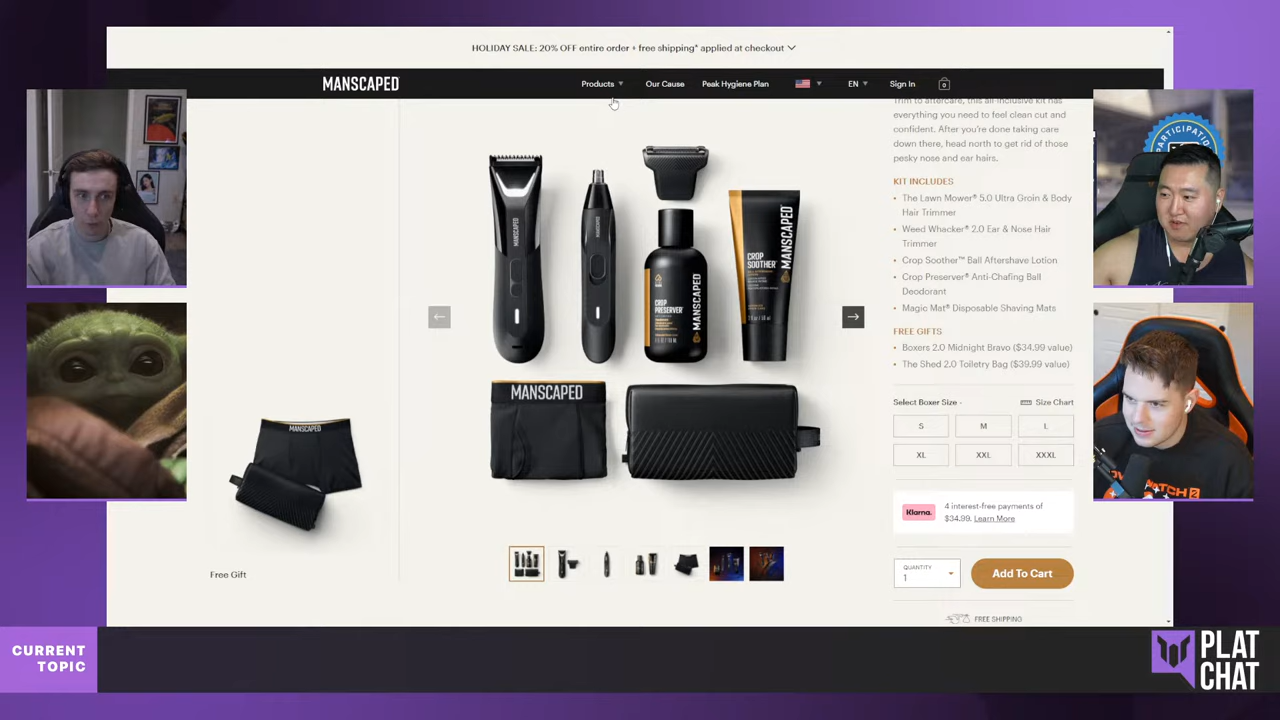 HOLIDAY SALE: 20% OFF entire order + free shipping* applied at checkout
MANSCAPED
Products
Our Cause
Peak Hygiene Plan
EN
Sign In
0
Trim to aftercare, this all-inclusive kit has
everything you need to feel clean cut and
confident. After you're done taking care
down there, head north to get rid of those
pesky nose and ear hairs.
KIT INCLUDES
The Lawn Mower® 5.0 Ultra Groin & Body
Hair Trimmer
Weed Whacker® 2.0 Ear & Nose Hair
Trimmer
Crop Soother™ Ball Aftershave Lotion
Crop Preserver® Anti-Chafing Ball
Deodorant
Magic Mat® Disposable Shaving Mats
FREE GIFTS
Boxers 2.0 Midnight Bravo ($34.99 value)
The Shed 2.0 Toiletry Bag ($39.99 value)
Select Boxer Size -
Size Chart
S
M
L
XL
XXL
XXXL
Klarna.
4 interest-free payments of
$34.99. Learn More
QUANTITY
1
Add To Cart
FREE SHIPPING
MANSCAPED
MANSCAPED
CROP
PRESERVER
MANSCAPED
CROP
SOOTHER
MANSCAPED
MANSCAPED
MANSCAPED
Free Gift
PARTICIPATIO
CURRENT
TOPIC
PLAT
CHAT